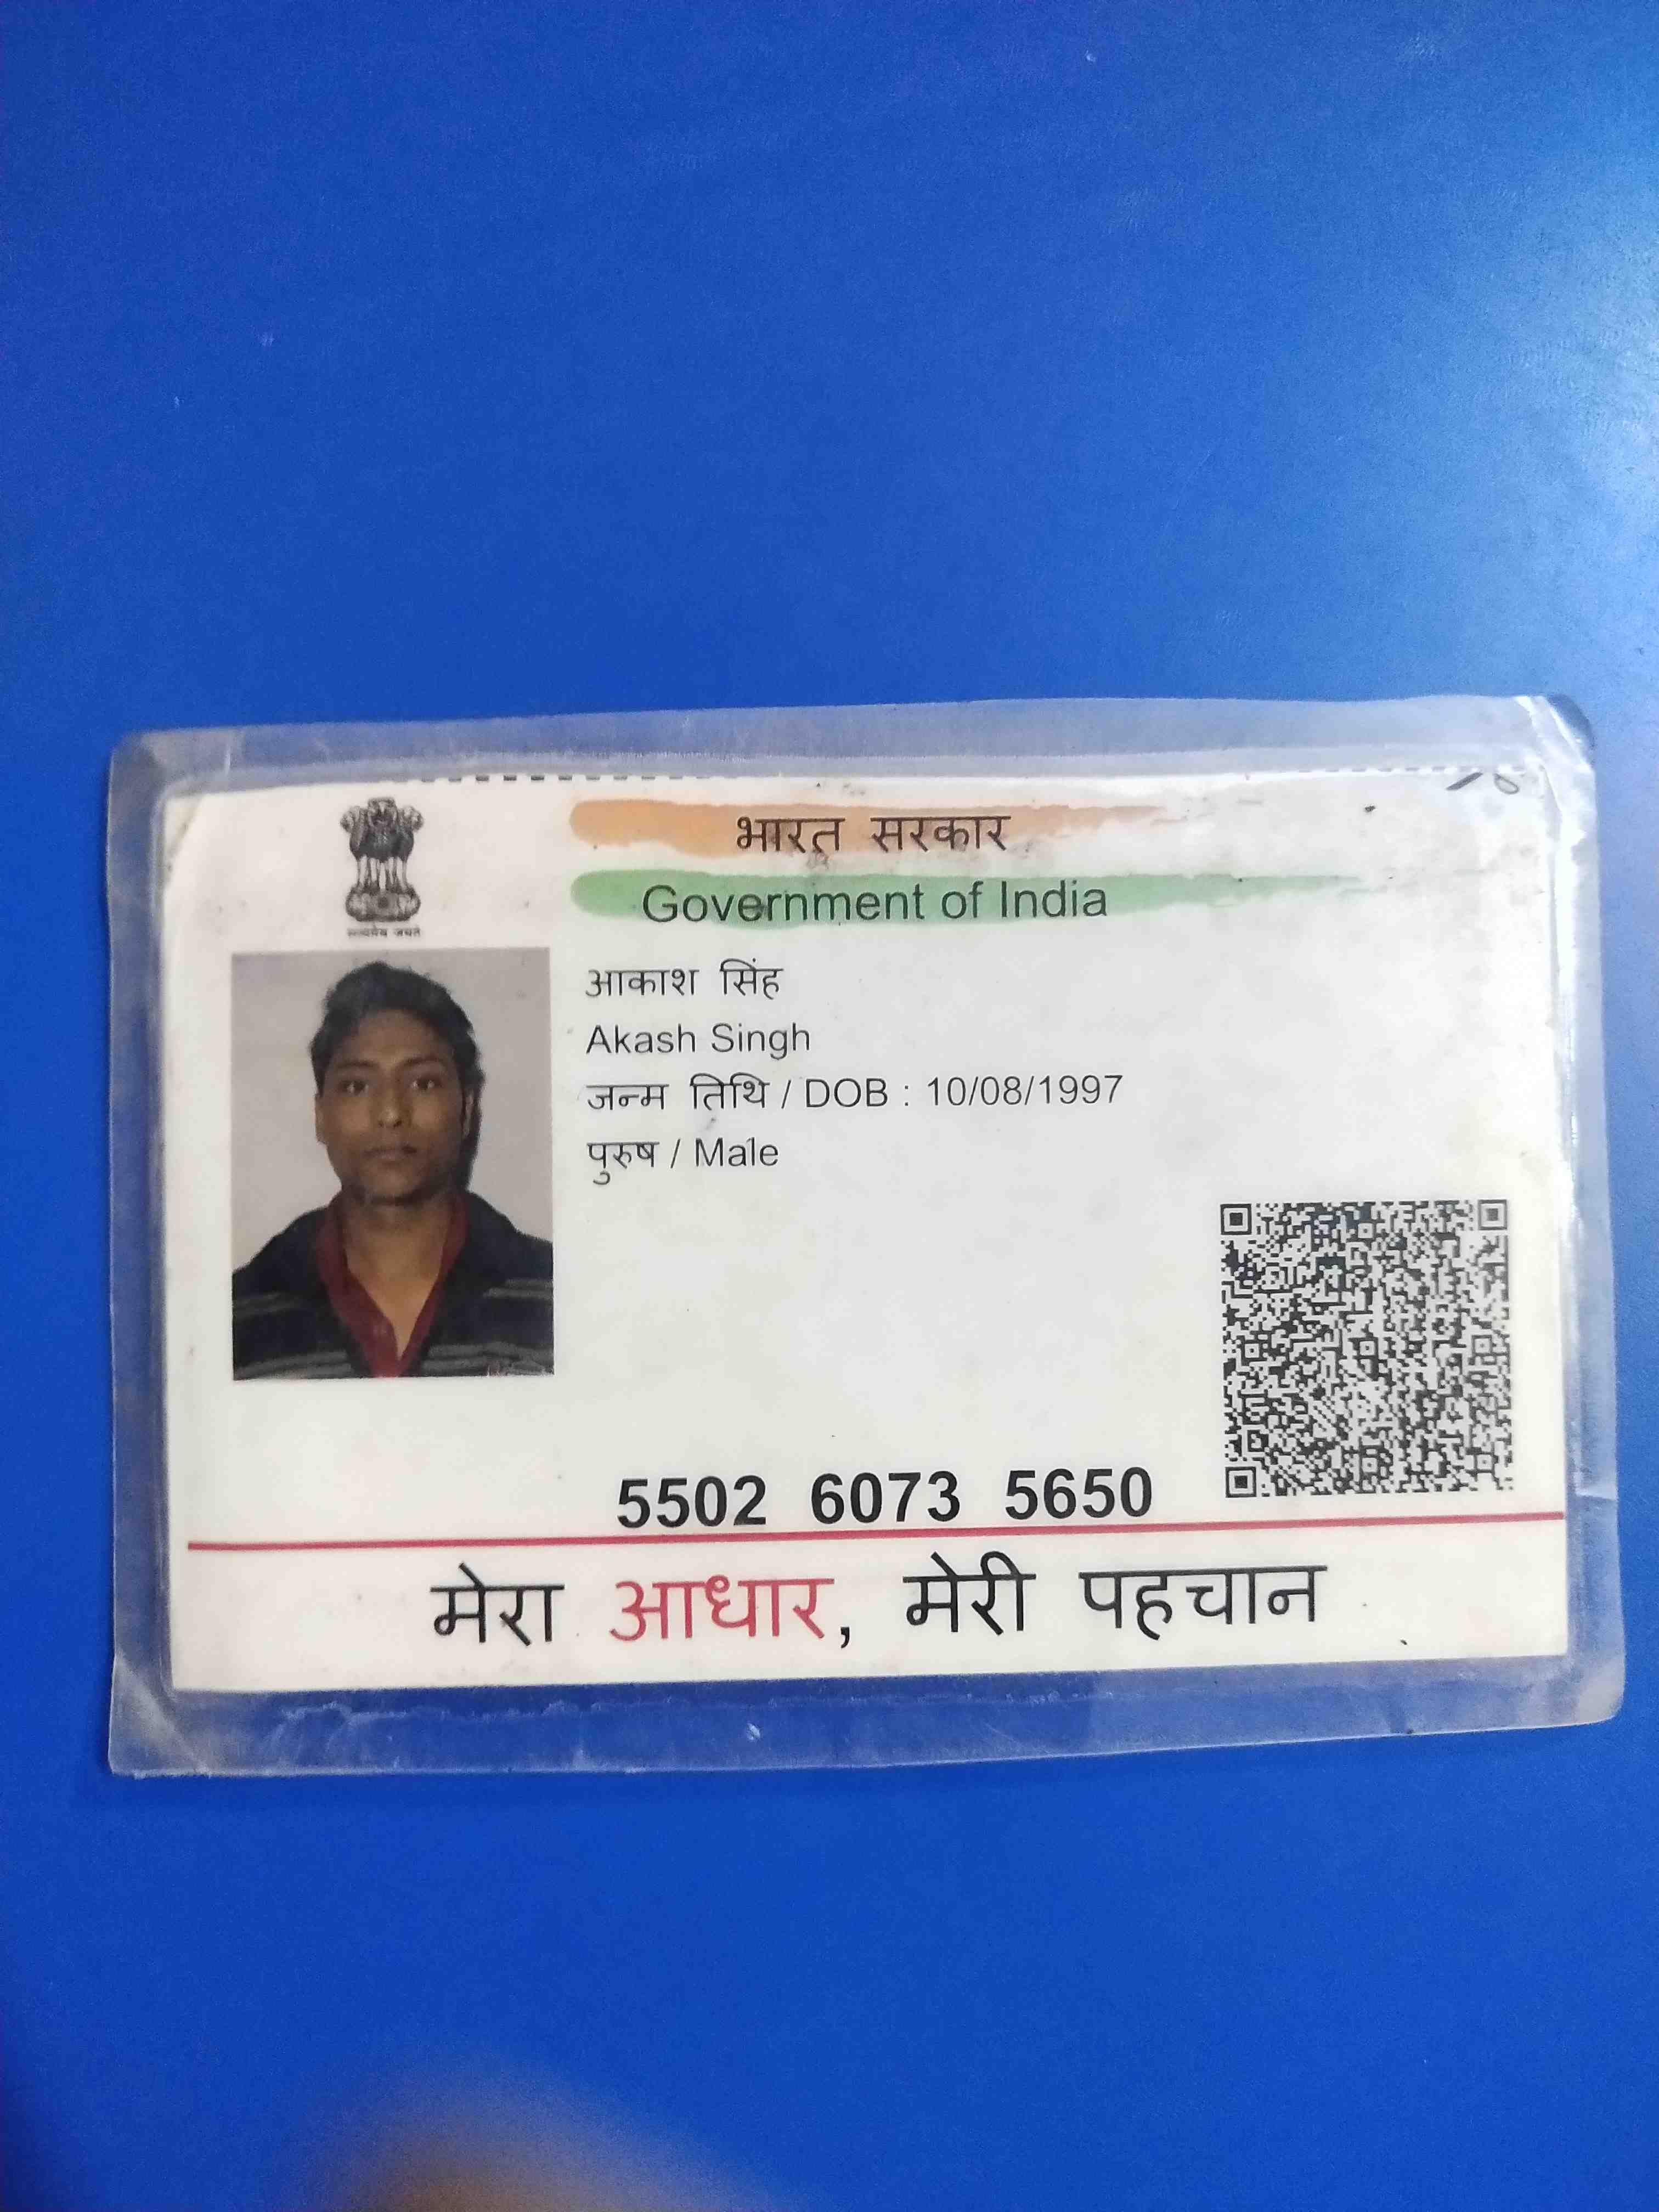 सत्यमेव जयते
भारत सरकार
Government of India
आकाश सिंह
Akash Singh
जन्म तिथि / DOB : 10/08/1997
पुरुष / Male
5502 6073 5650
मेरा आधार, मेरी पहचान